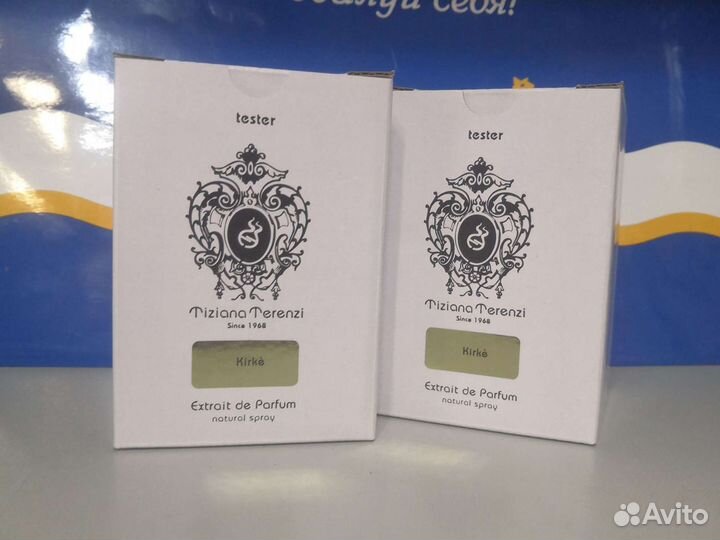 себя!
tester
Tiziana Terenzi
Since 1968
Kirkè
Extrait de Parfum
natural spray
tester
Tiziana Terenzi
Since 1968
Kirkè
Extrait de Parfum
natural spray
Avito